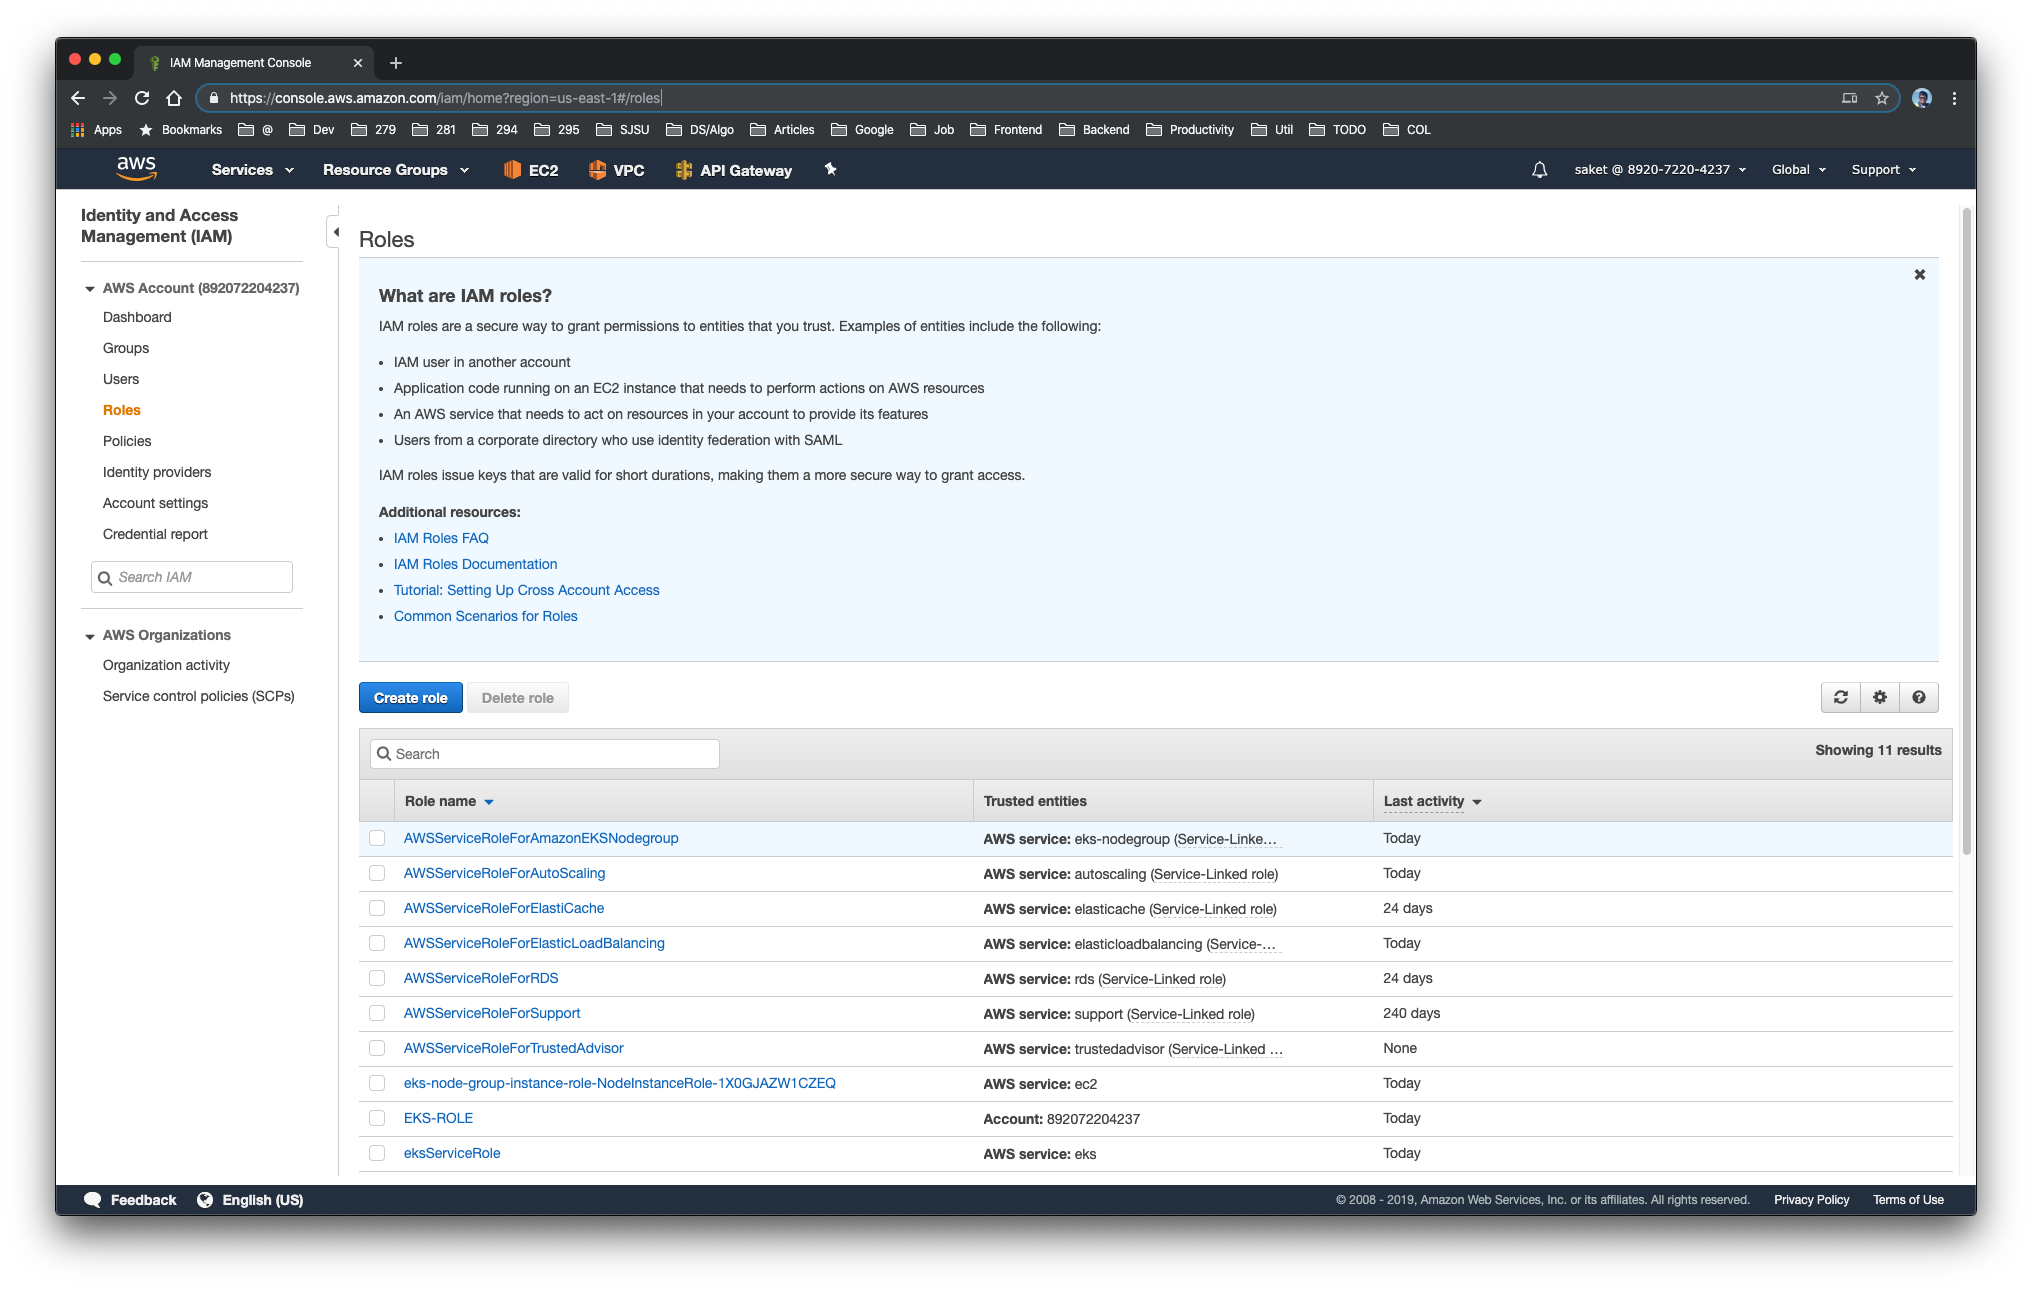 IAM Management Console
https://console.aws.amazon.com/iam/home?region=us-east-1#/roles
Apps Bookmarks @ Dev 279 281 294 295 SJSU DS/Algo Articles Google Job Frontend Backend Productivity Util TODO COL
aws Services Resource Groups EC2 VPC API Gateway saket @ 8920-7220-4237 Global Support
Identity and Access
Management (IAM)
AWS Account (892072204237)
Dashboard
Groups
Users
Roles
Policies
Identity providers
Account settings
Credential report
Search IAM
AWS Organizations
Organization activity
Service control policies (SCPs)
Roles
What are IAM roles?
IAM roles are a secure way to grant permissions to entities that you trust. Examples of entities include the following:
• IAM user in another account
• Application code running on an EC2 instance that needs to perform actions on AWS resources
• An AWS service that needs to act on resources in your account to provide its features
• Users from a corporate directory who use identity federation with SAML
IAM roles issue keys that are valid for short durations, making them a more secure way to grant access.
Additional resources:
• IAM Roles FAQ
• IAM Roles Documentation
• Tutorial: Setting Up Cross Account Access
• Common Scenarios for Roles
Create role Delete role
Search Showing 11 results
Role name Trusted entities Last activity
AWSServiceRoleForAmazonEKSNodegroup AWS service: eks-nodegroup (Service-Linke… Today
AWSServiceRoleForAutoScaling AWS service: autoscaling (Service-Linked role) Today
AWSServiceRoleForElastiCache AWS service: elasticache (Service-Linked role) 24 days
AWSServiceRoleForElasticLoadBalancing AWS service: elasticloadbalancing (Service-… Today
AWSServiceRoleForRDS AWS service: rds (Service-Linked role) 24 days
AWSServiceRoleForSupport AWS service: support (Service-Linked role) 240 days
AWSServiceRoleForTrustedAdvisor AWS service: trustedadvisor (Service-Linked … None
eks-node-group-instance-role-NodeInstanceRole-1X0GJAZW1CZEQ AWS service: ec2 Today
EKS-ROLE Account: 892072204237 Today
eksServiceRole AWS service: eks Today
Feedback English (US) © 2008 - 2019, Amazon Web Services, Inc. or its affiliates. All rights reserved. Privacy Policy Terms of Use